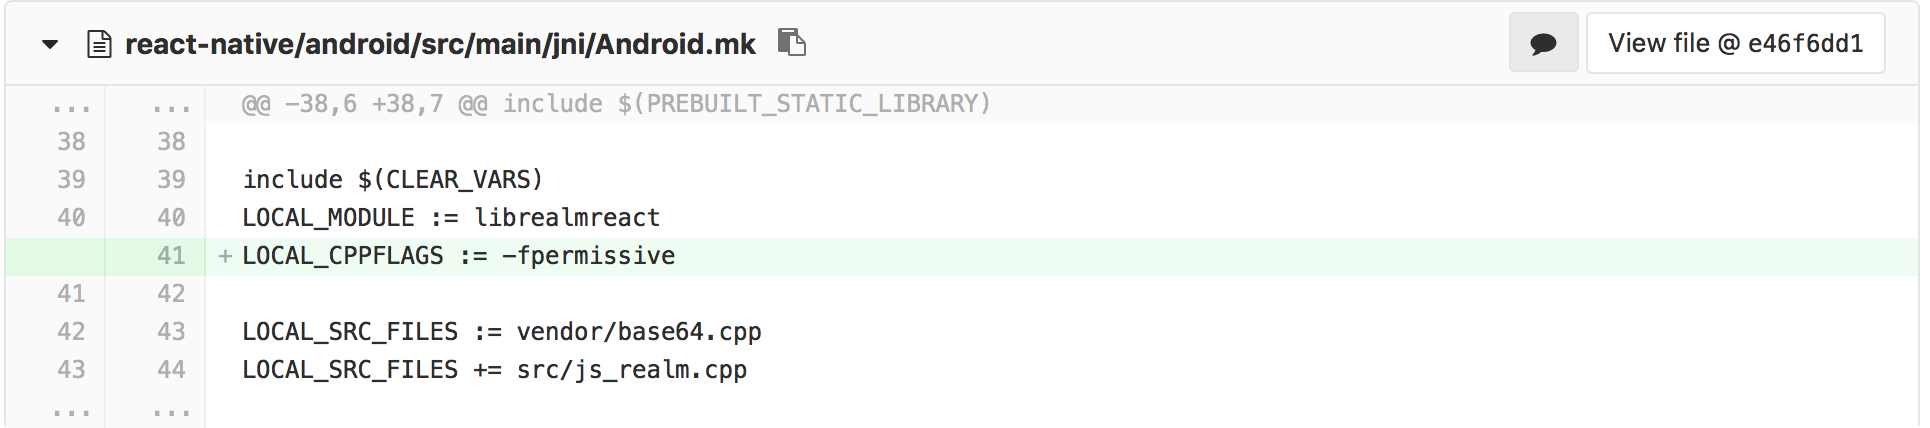 react-native/android/src/main/jni/Android.mk View file @ e46f6dd1
... ... @@ -38,6 +38,7 @@ include $(PREBUILT_STATIC_LIBRARY)
38 38
39 39 include $(CLEAR_VARS)
40 40 LOCAL_MODULE := librealmreact
41 + LOCAL_CPPFLAGS := -fpermissive
41 42
42 43 LOCAL_SRC_FILES := vendor/base64.cpp
43 44 LOCAL_SRC_FILES += src/js_realm.cpp
... ...